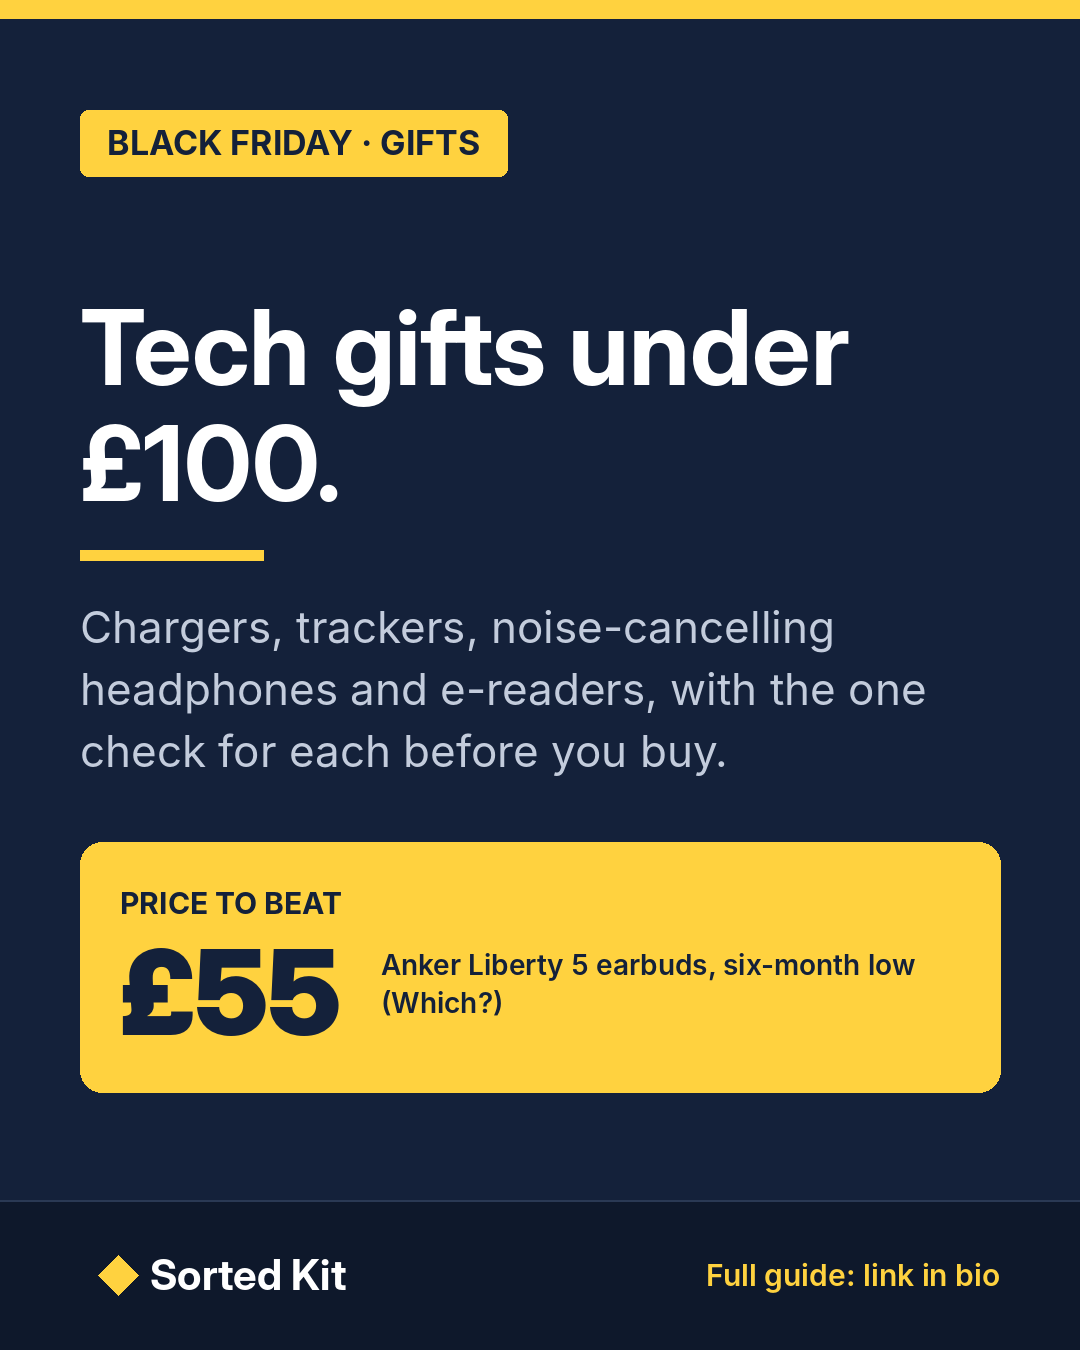 BLACK FRIDAY · GIFTS
Tech gifts under
£100.
Chargers, trackers, noise-cancelling
headphones and e-readers, with the one
check for each before you buy.
PRICE TO BEAT
£55
Anker Liberty 5 earbuds, six-month low
(Which?)
Sorted Kit
Full guide: link in bio